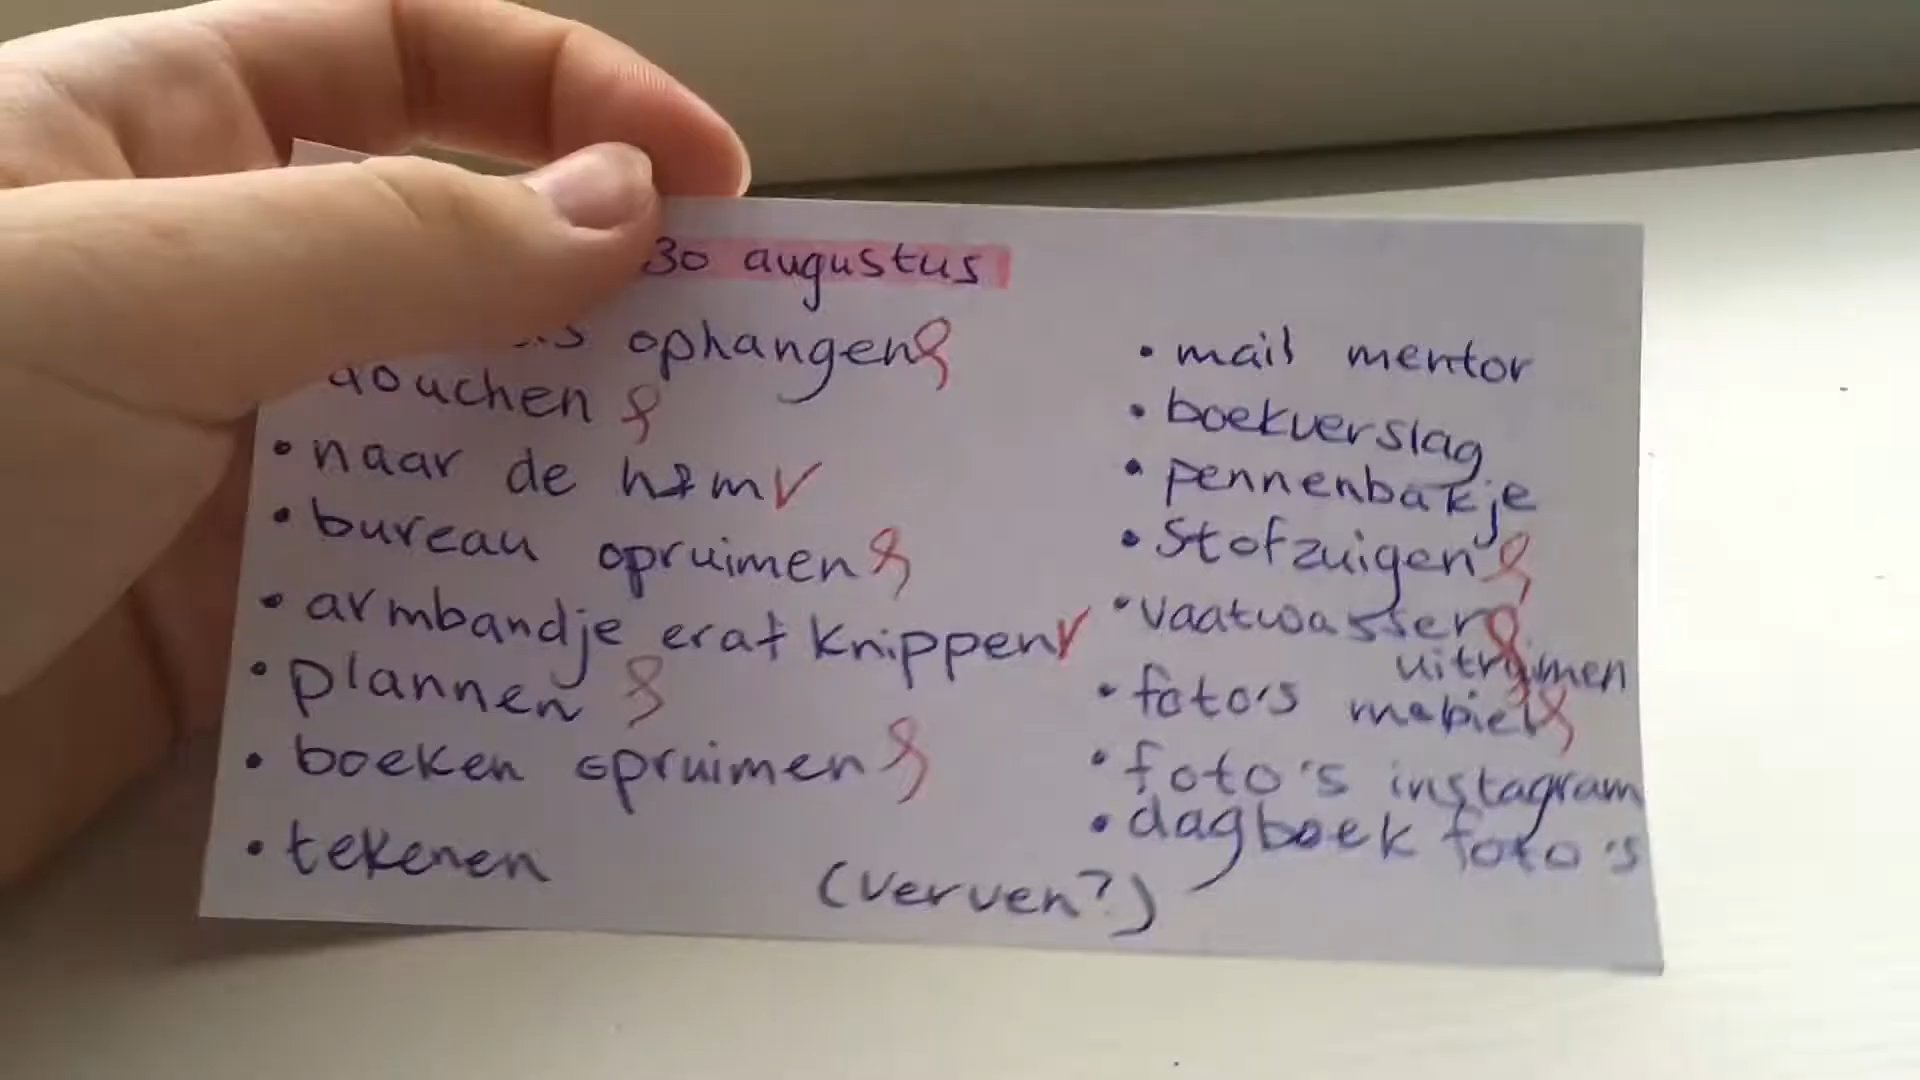 30 augustus
ophangen
douchen
• naar de h&m
• bureau opruimen
• armbandje eraf knippen
• plannen
• boeken opruimen
• tekenen
• mail mentor
• boekverslag
• pennenbakje
• Stofzuigen
• vaatwasser
uitruimen
• foto's mobiel
• foto's instagram
• dagboek foto's
(verven?)